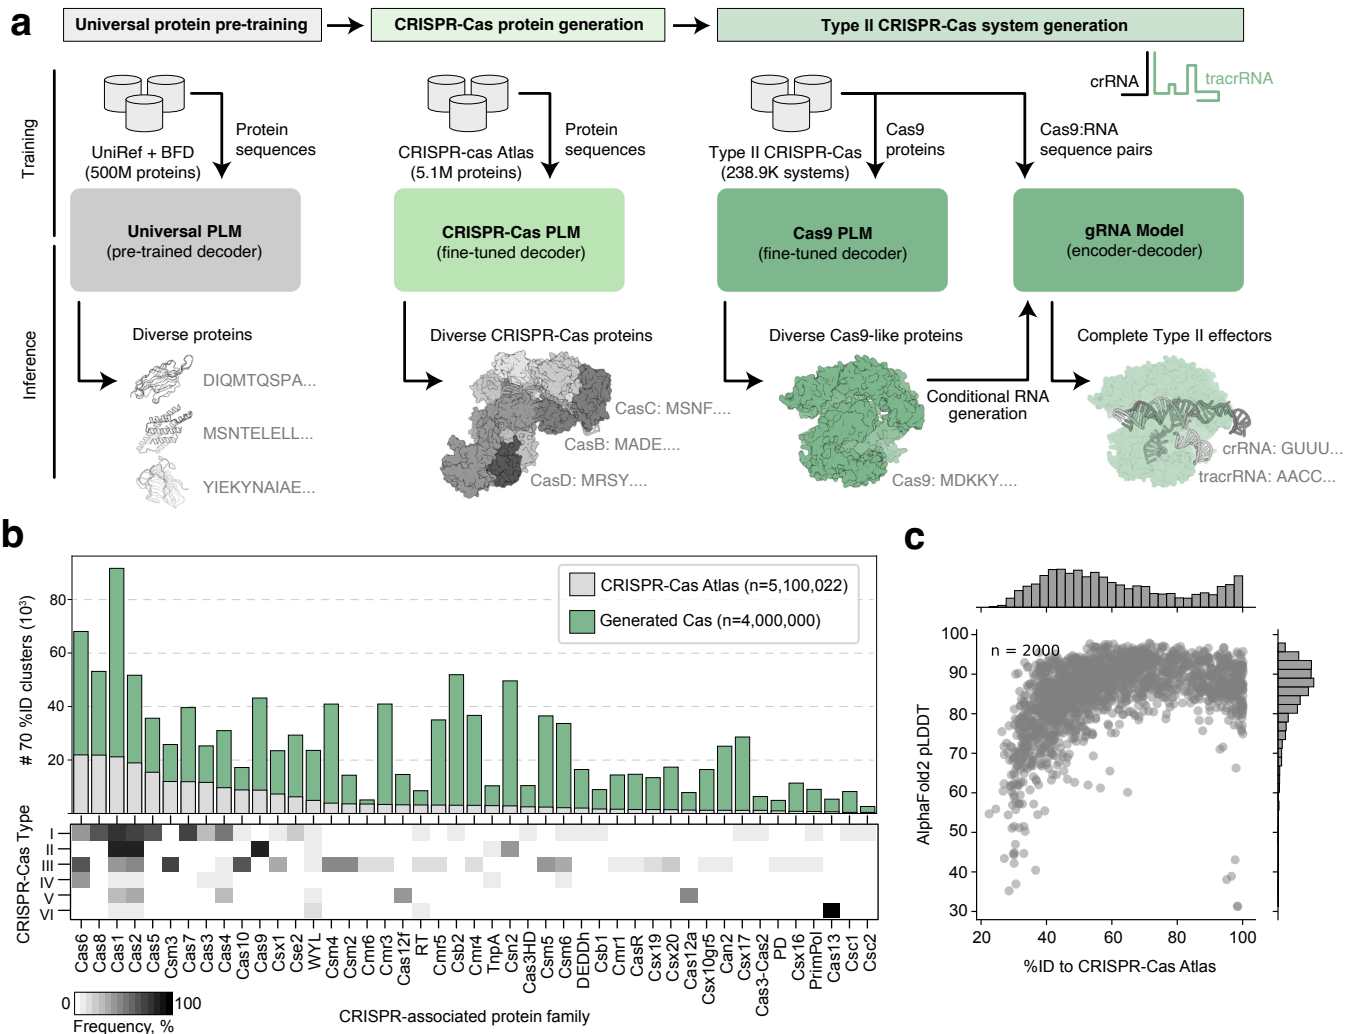 a
Universal protein pre-training
CRISPR-Cas protein generation
Type II CRISPR-Cas system generation
crRNA
tracrRNA
Training
Inference
UniRef + BFD
(500M proteins)
Protein
sequences
CRISPR-cas Atlas
(5.1M proteins)
Protein
sequences
Type II CRISPR-Cas
(238.9K systems)
Cas9
proteins
Cas9:RNA
sequence pairs
Universal PLM
(pre-trained decoder)
CRISPR-Cas PLM
(fine-tuned decoder)
Cas9 PLM
(fine-tuned decoder)
gRNA Model
(encoder-decoder)
Diverse proteins
DIQMTQSPA...
MSNTELELL...
YIEKYNAIAE...
Diverse CRISPR-Cas proteins
CasC: MSNF....
CasB: MADE....
CasD: MRSY....
Diverse Cas9-like proteins
Cas9: MDKKY....
Conditional RNA
generation
Complete Type II effectors
crRNA: GUUU...
tracrRNA: AACC...
b
# 70 %ID clusters (10³)
80
60
40
20
CRISPR-Cas Atlas (n=5,100,022)
Generated Cas (n=4,000,000)
CRISPR-Cas Type
I
II
III
IV
V
VI
Cas6
Cas8
Cas1
Cas2
Cas5
Csm3
Cas7
Cas3
Cas4
Cas10
Cas9
Csx1
Cse2
WYL
Csm4
Csm2
Cmr6
Cmr3
Cas12f
RT
Cmr5
Csb2
Cmr4
TnpA
Csn2
Cas3HD
Csm5
Csn6
DEDDh
Csb1
Cmr1
CasR
Csx19
Csx20
Cas12a
Csx10gr5
Can2
Csx17
Cas3-Cas2
PD
Csx16
PrimPol
Cas13
Csc1
Csc2
0
100
Frequency, %
CRISPR-associated protein family
c
n = 2000
AlphaFold2 pLDDT
100
90
80
70
60
50
40
30
20
40
60
80
100
%ID to CRISPR-Cas Atlas